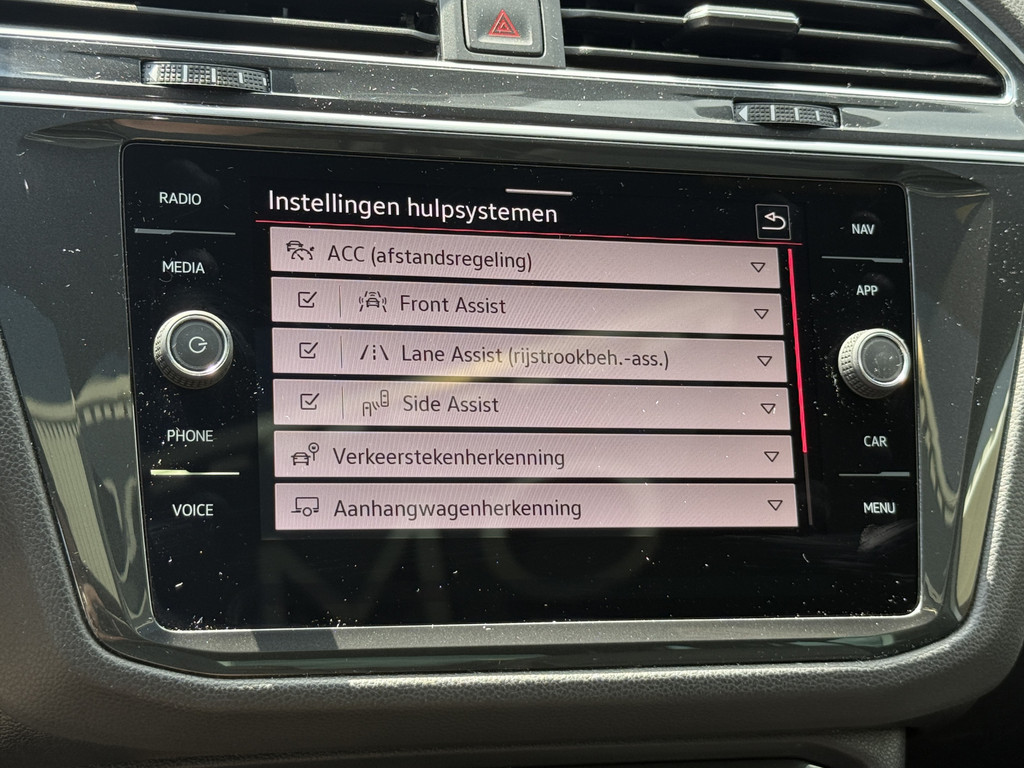 RADIO
MEDIA
PHONE
VOICE
Instellingen hulpsystemen
ACC (afstandsregeling)
Front Assist
Lane Assist (rijstrookbeh.-ass.)
Side Assist
Verkeerstekenherkenning
Aanhangwagenherkenning
NAV
APP
CAR
MENU